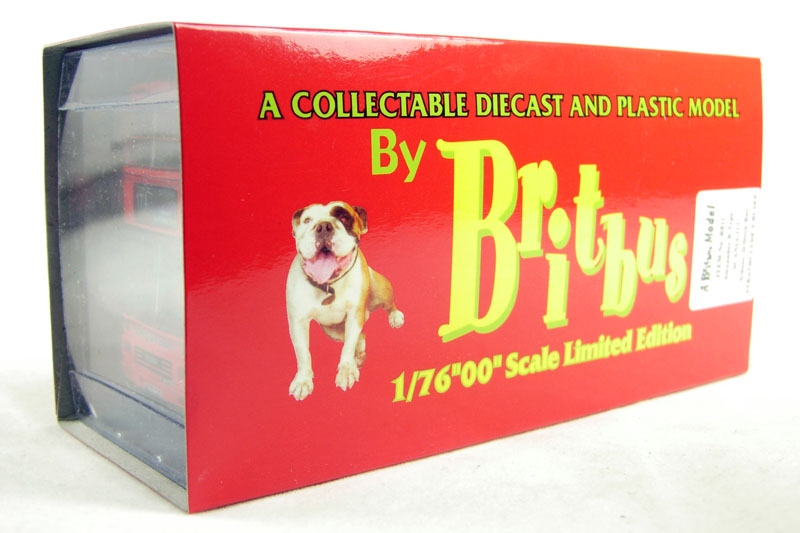 A COLLECTABLE DIECAST AND PLASTIC MODEL
By
Britbus
1/76"00" Scale Limited Edition
A Britbus Model